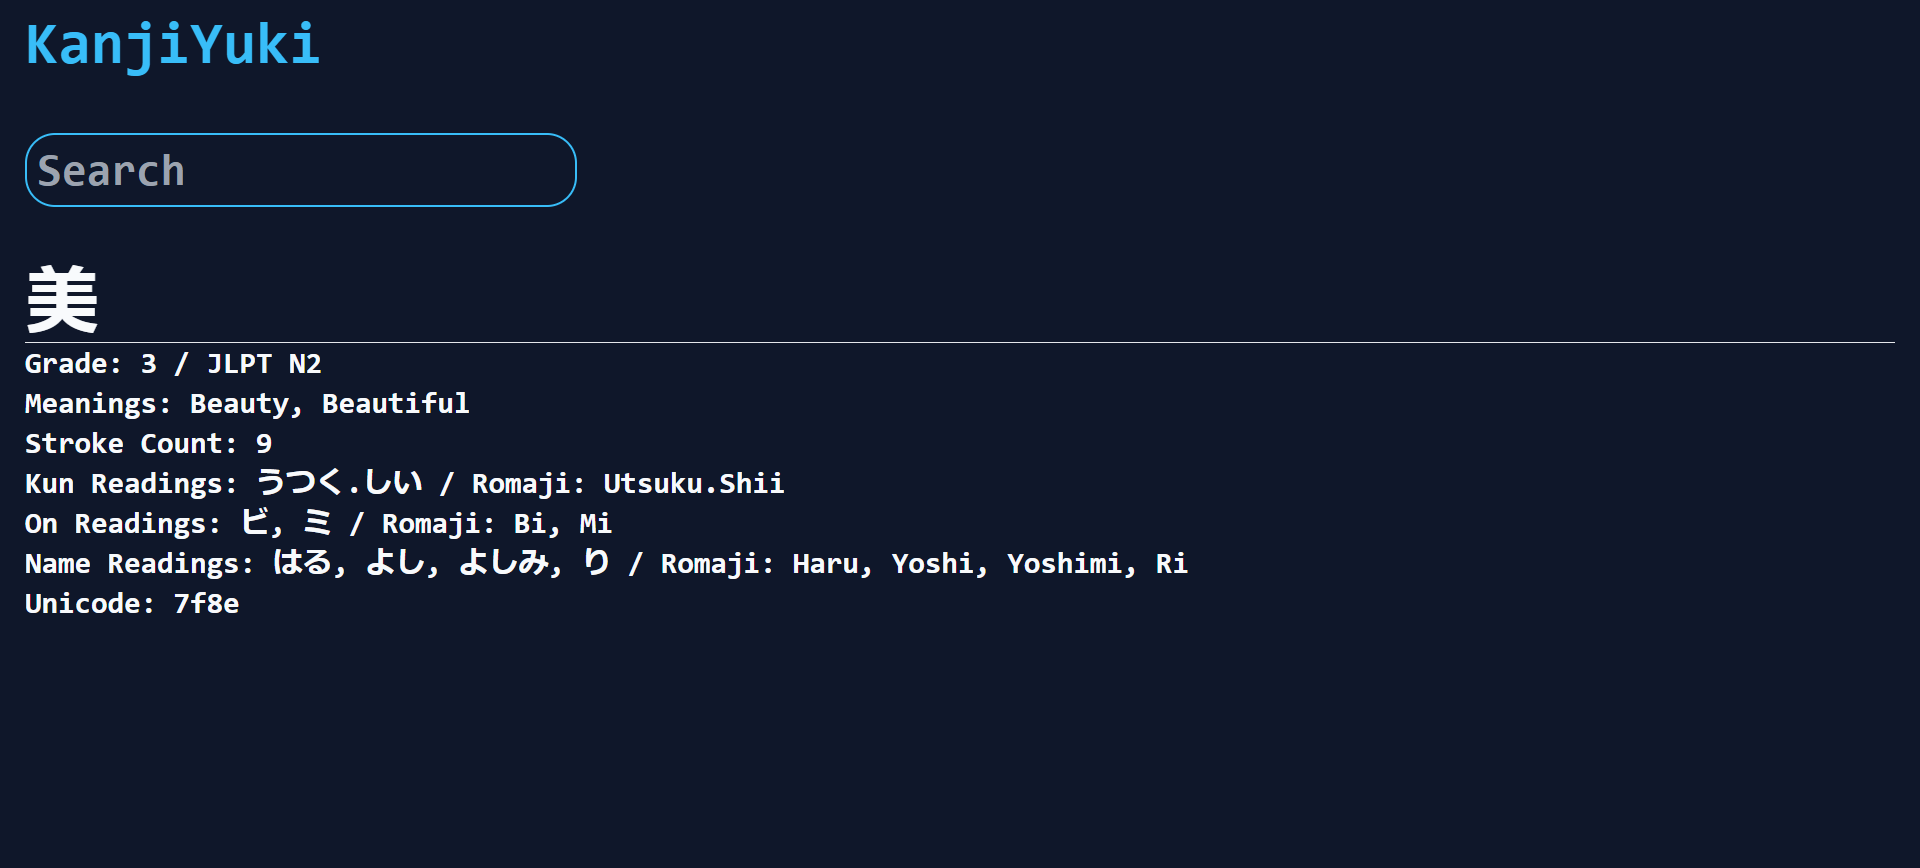 KanjiYuki
Search
美
Grade: 3 / JLPT N2
Meanings: Beauty, Beautiful
Stroke Count: 9
Kun Readings: うつく.しい / Romaji: Utsuku.Shii
On Readings: ビ, ミ / Romaji: Bi, Mi
Name Readings: はる, よし, よしみ, り / Romaji: Haru, Yoshi, Yoshimi, Ri
Unicode: 7f8e